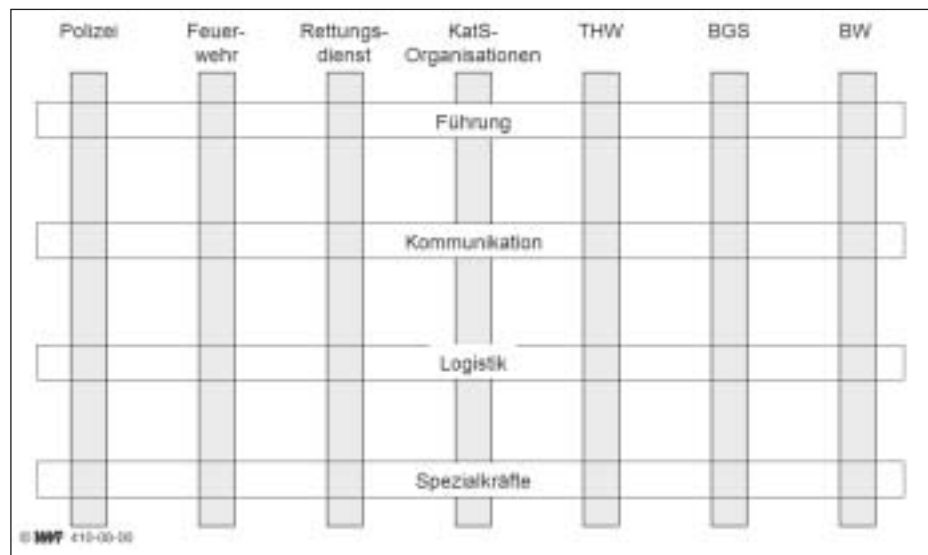 Polizei
Feuer-
wehr
Rettungs-
dienst
KatS-
Organisationen
THW
BGS
BW
Führung
Kommunikation
Logistik
Spezialkräfte
©